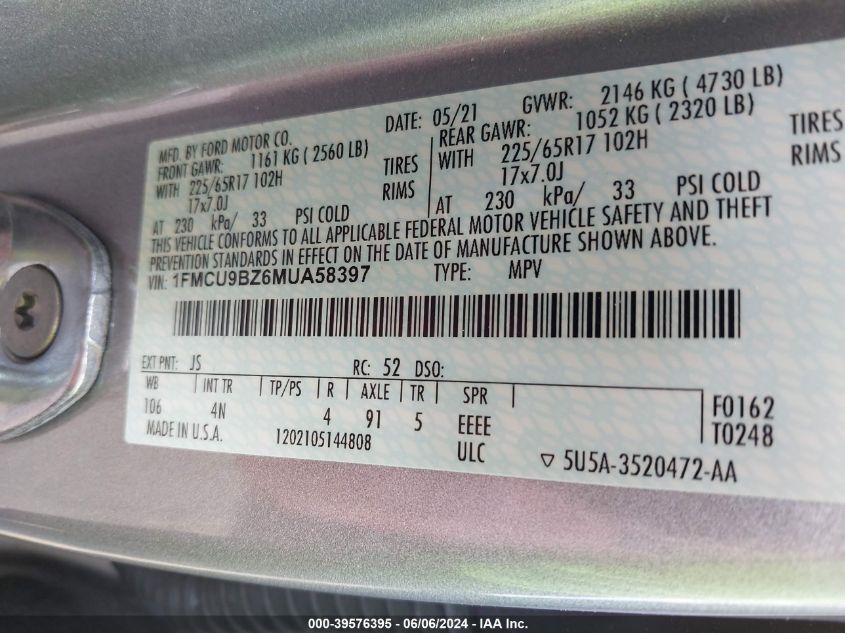 MFD. BY FORD MOTOR CO.
DATE: 05/21
GVWR: 2146 KG ( 4730 LB)
FRONT GAWR: 1161 KG ( 2560 LB)
REAR GAWR: 1052 KG ( 2320 LB)
WITH 225/65R17 102H TIRES
WITH 225/65R17 102H TIRES
17x7.0J RIMS
17x7.0J RIMS
AT 230 kPa/ 33 PSI COLD
AT 230 kPa/ 33 PSI COLD
THIS VEHICLE CONFORMS TO ALL APPLICABLE FEDERAL MOTOR VEHICLE SAFETY AND THEFT
PREVENTION STANDARDS IN EFFECT ON THE DATE OF MANUFACTURE SHOWN ABOVE.
VIN: 1FMCU9BZ6MUA58397 TYPE: MPV
EXT PNT: JS RC: 52 DSO:
WB INT TR TP/PS R AXLE TR SPR
106 4N 4 91 5 EEEE
F0162
T0248
MADE IN U.S.A. 1202105144808 ULC
▽ 5U5A-3520472-AA
000-39576395 - 06/06/2024 - IAA Inc.